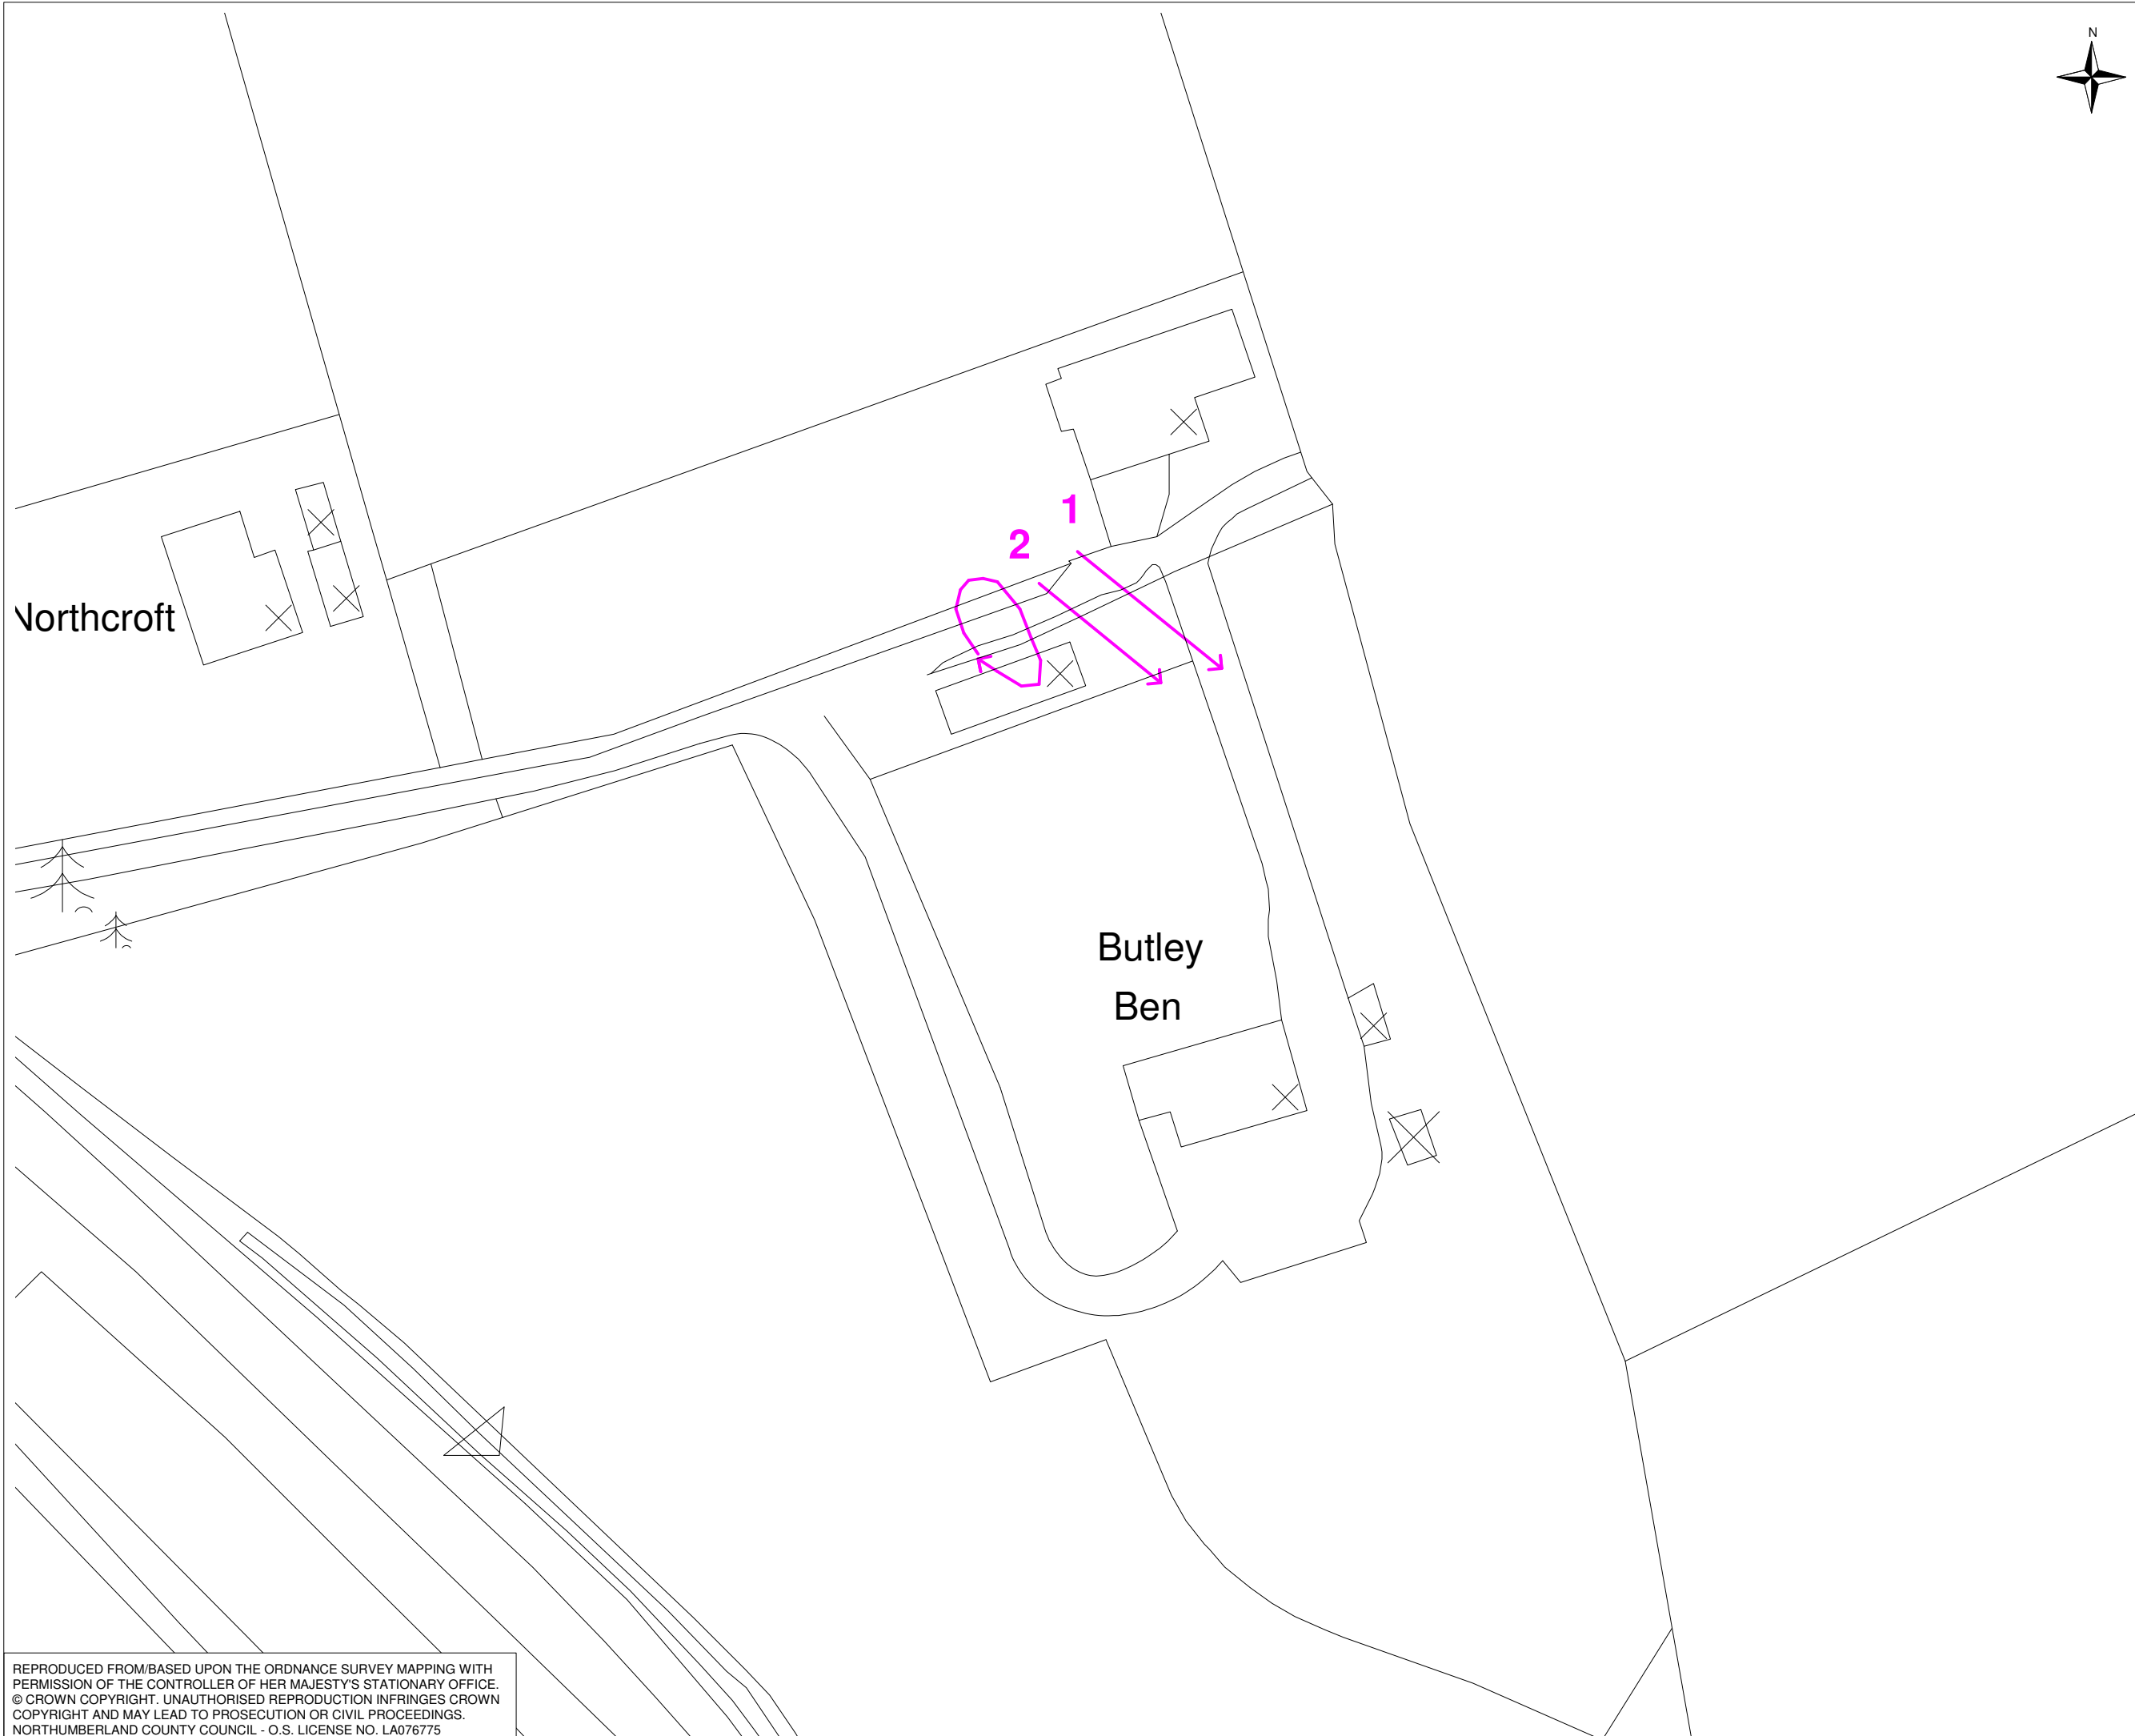 N
1
2
Northcroft
Butley
Ben
REPRODUCED FROM/BASED UPON THE ORDNANCE SURVEY MAPPING WITH
PERMISSION OF THE CONTROLLER OF HER MAJESTY'S STATIONARY OFFICE.
© CROWN COPYRIGHT. UNAUTHORISED REPRODUCTION INFRINGES CROWN
COPYRIGHT AND MAY LEAD TO PROSECUTION OR CIVIL PROCEEDINGS.
NORTHUMBERLAND COUNTY COUNCIL - O.S. LICENSE NO. LA076775